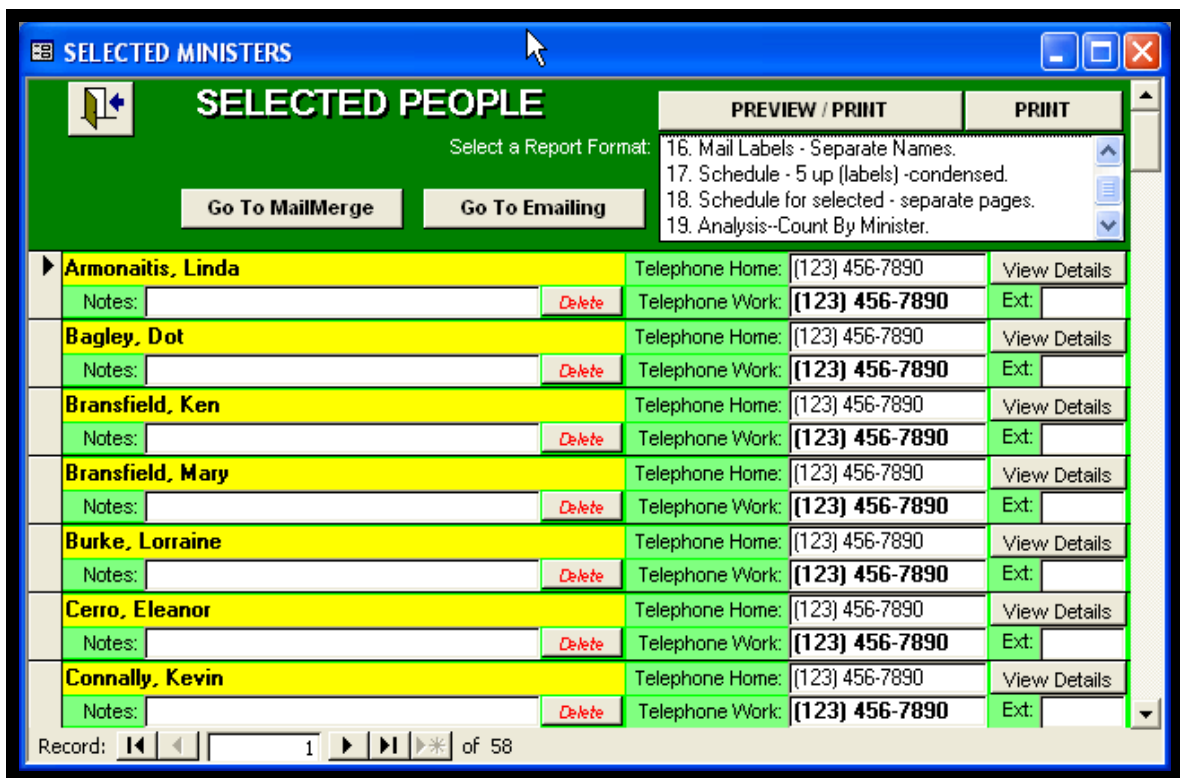 SELECTED MINISTERS
SELECTED PEOPLE
PREVIEW / PRINT PRINT
Select a Report Format:
16. Mail Labels - Separate Names.
17. Schedule - 5 up (labels) -condensed.
18. Schedule for selected - separate pages.
19. Analysis--Count By Minister.
Go To MailMerge Go To Emailing
Armonaitis, Linda Telephone Home: (123) 456-7890 View Details
Notes: Delete Telephone Work: (123) 456-7890 Ext:
Bagley, Dot Telephone Home: (123) 456-7890 View Details
Notes: Delete Telephone Work: (123) 456-7890 Ext:
Bransfield, Ken Telephone Home: (123) 456-7890 View Details
Notes: Delete Telephone Work: (123) 456-7890 Ext:
Bransfield, Mary Telephone Home: (123) 456-7890 View Details
Notes: Delete Telephone Work: (123) 456-7890 Ext:
Burke, Lorraine Telephone Home: (123) 456-7890 View Details
Notes: Delete Telephone Work: (123) 456-7890 Ext:
Cerro, Eleanor Telephone Home: (123) 456-7890 View Details
Notes: Delete Telephone Work: (123) 456-7890 Ext:
Connally, Kevin Telephone Home: (123) 456-7890 View Details
Notes: Delete Telephone Work: (123) 456-7890 Ext:
Record: 1 of 58